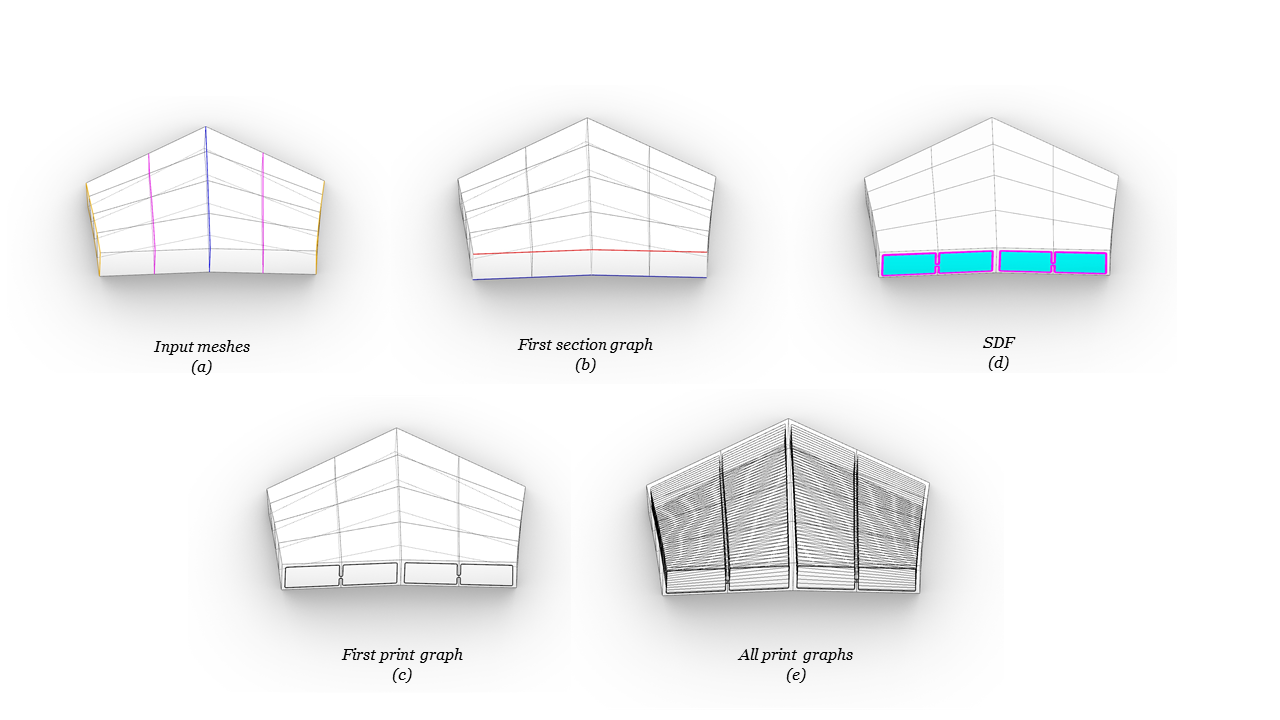 Input meshes
(a)
First section graph
(b)
SDF
(d)
First print graph
(c)
All print graphs
(e)